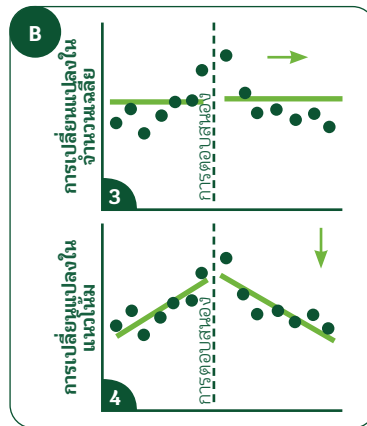 B
การเปลี่ยนแปลงใน
จำนวนเฉลี่ย
การตอบสนอง
3
การเปลี่ยนแปลงใน
แนวโน้ม
การตอบสนอง
4